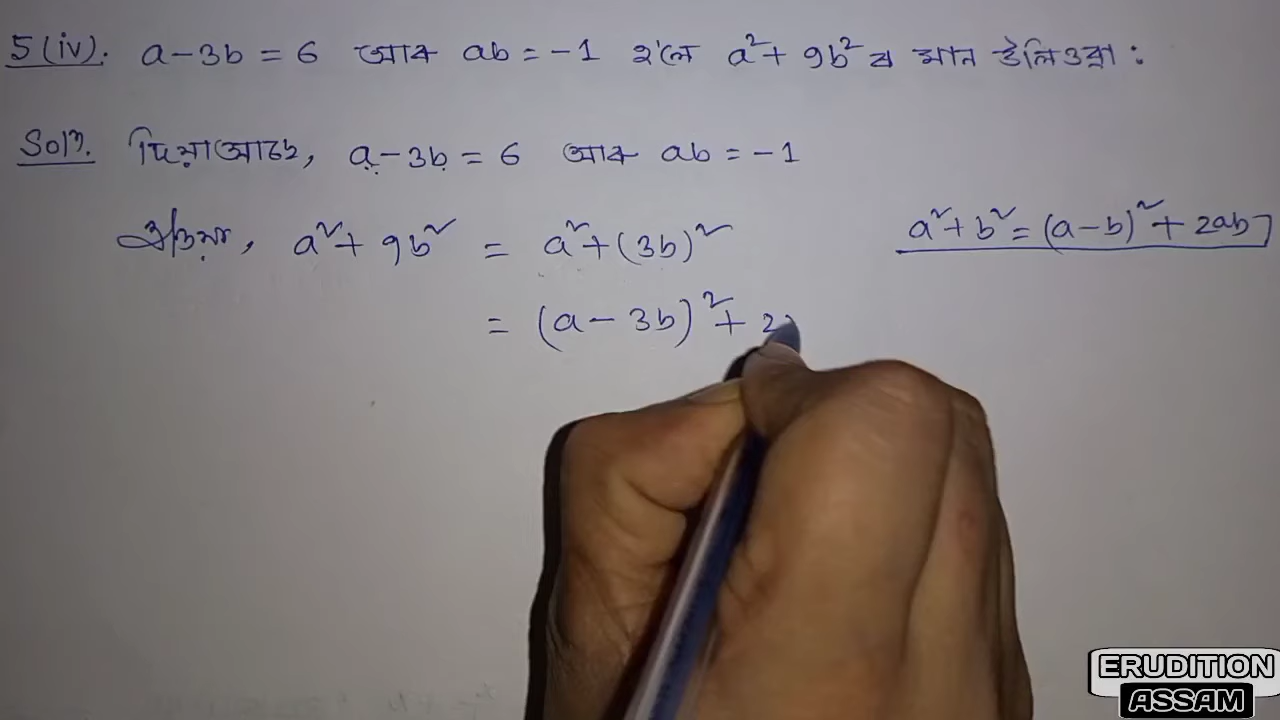 5(iv). a-3b = 6 আৰু ab = -1 হ'লে a²+ 9b² ৰ মান উলিওৱা :
Sol?. দিয়া আছে, a-3b = 6 আৰু ab = -1
এতিয়া, a²+ 9b² = a²+(3b)²
a²+b² = (a-b)²+ 2ab
= (a - 3b)²+ 2
ERUDITION
ASSAM